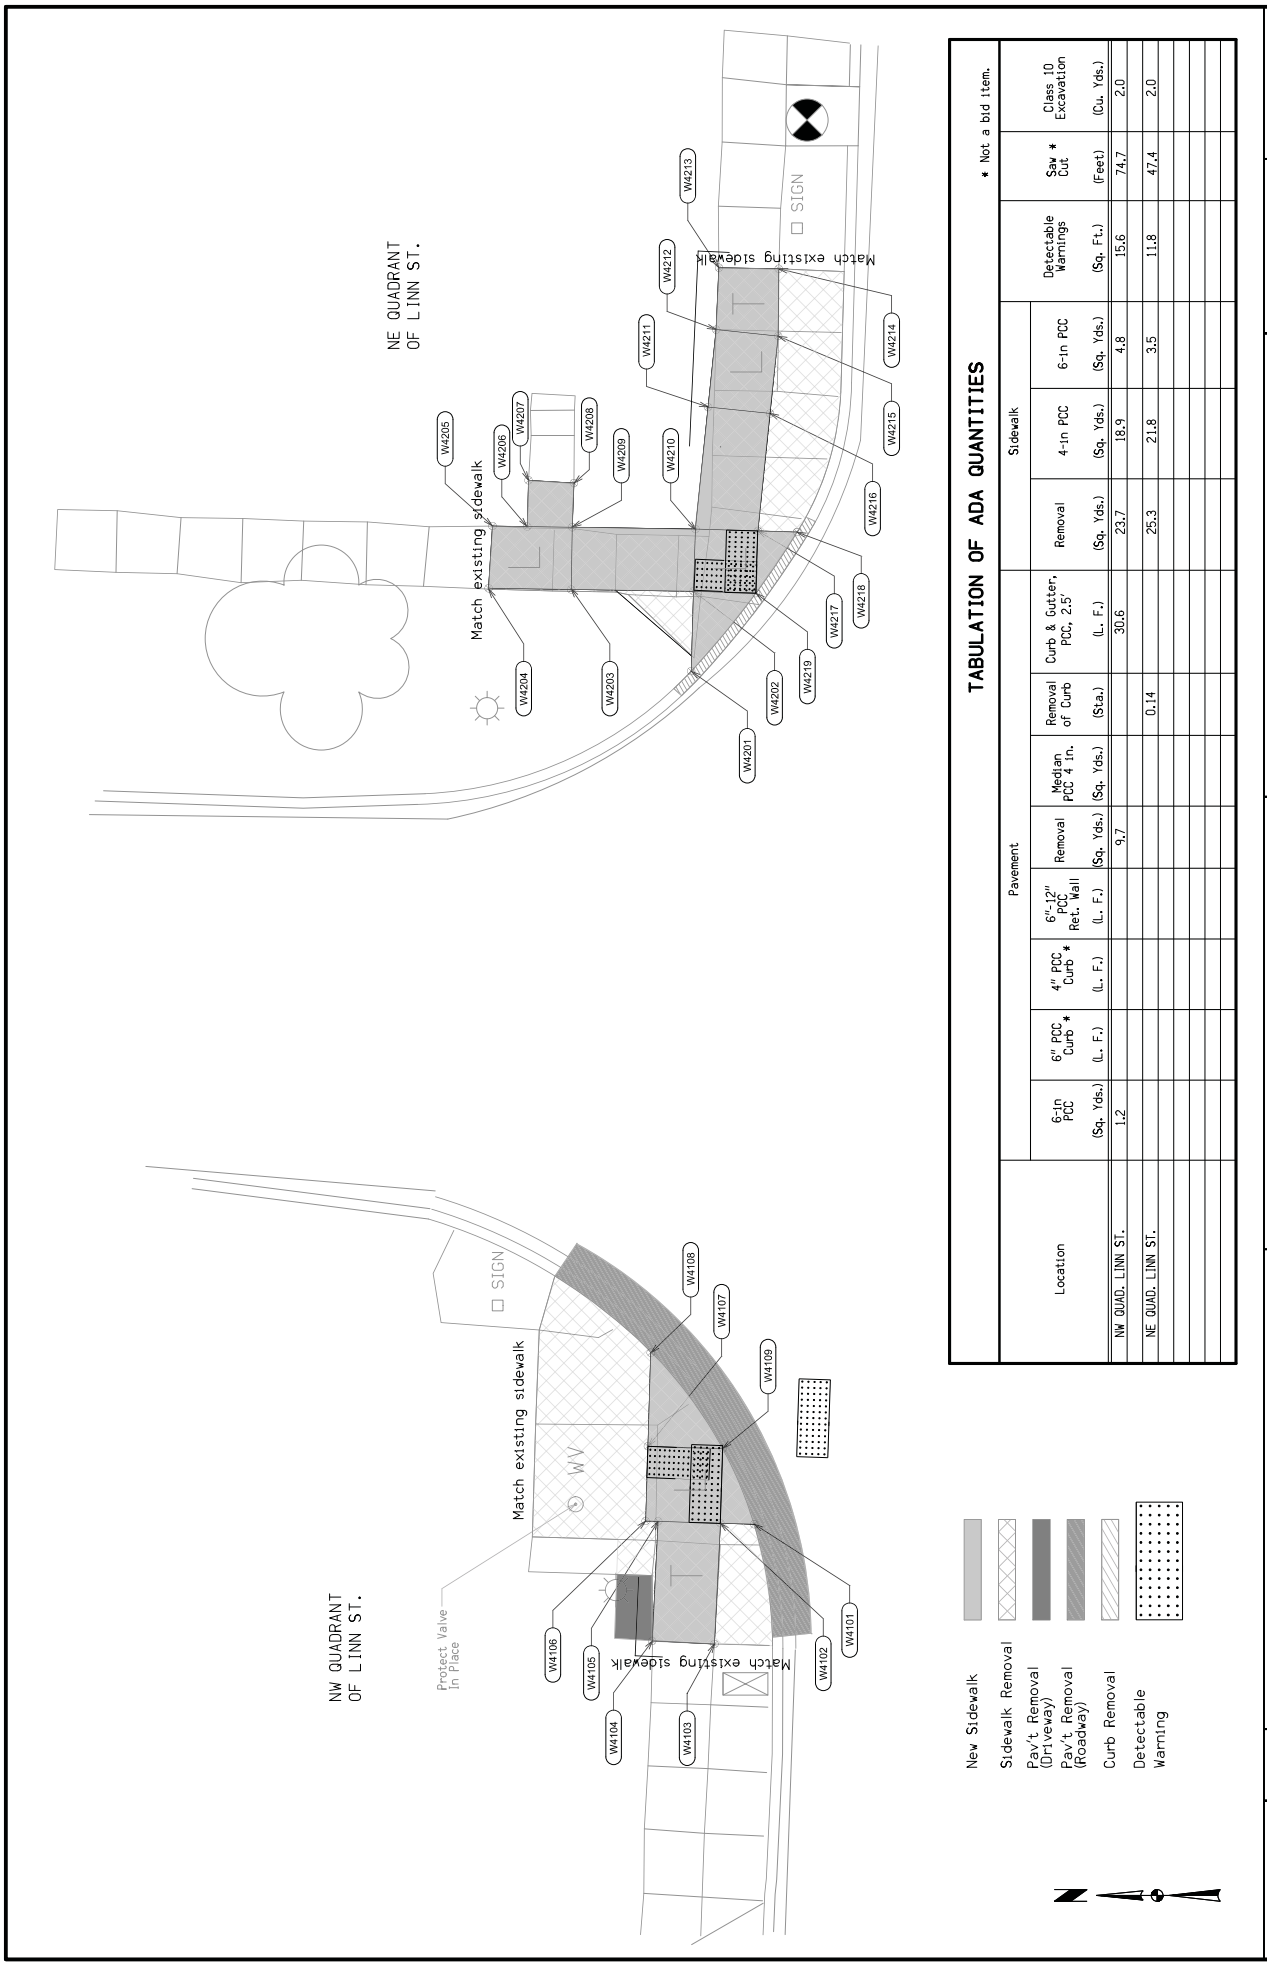 NW QUADRANT
OF LINN ST.
Protect Valve
In Place
Match existing sidewalk
WV
SIGN
Match existing sidewalk
W4101
W4102
W4103
W4104
W4105
W4106
W4107
W4108
W4109
T
L
NE QUADRANT
OF LINN ST.
Match existing sidewalk
Match existing sidewalk
SIGN
W4201
W4202
W4203
W4204
W4205
W4206
W4207
W4208
W4209
W4210
W4211
W4212
W4213
W4214
W4215
W4216
W4217
W4218
W4219
L
L
T
N
New Sidewalk
Sidewalk Removal
Pav't Removal
(Driveway)
Pav't Removal
(Roadway)
Curb Removal
Detectable
Warning
TABULATION OF ADA QUANTITIES
* Not a bid item.
Location
Pavement
Sidewalk
6-in
PCC
(Sq. Yds.)
6" PCC
Curb *
(L. F.)
4" PCC
Curb *
(L. F.)
6"-12"
PCC
Ret. Wall
(L. F.)
Removal
(Sq. Yds.)
Median
PCC 4 in.
(Sq. Yds.)
Removal
of Curb
(Sta.)
Curb & Gutter,
PCC, 2.5'
(L. F.)
Removal
(Sq. Yds.)
4-in PCC
(Sq. Yds.)
6-in PCC
(Sq. Yds.)
Detectable
Warnings
(Sq. Ft.)
Saw *
Cut
(Feet)
Class 10
Excavation
(Cu. Yds.)
NW QUAD. LINN ST. 1.2 9.7 30.6 23.7 18.9 4.8 15.6 74.7 2.0
NE QUAD. LINN ST. 0.14 25.3 21.8 3.5 11.8 47.4 2.0